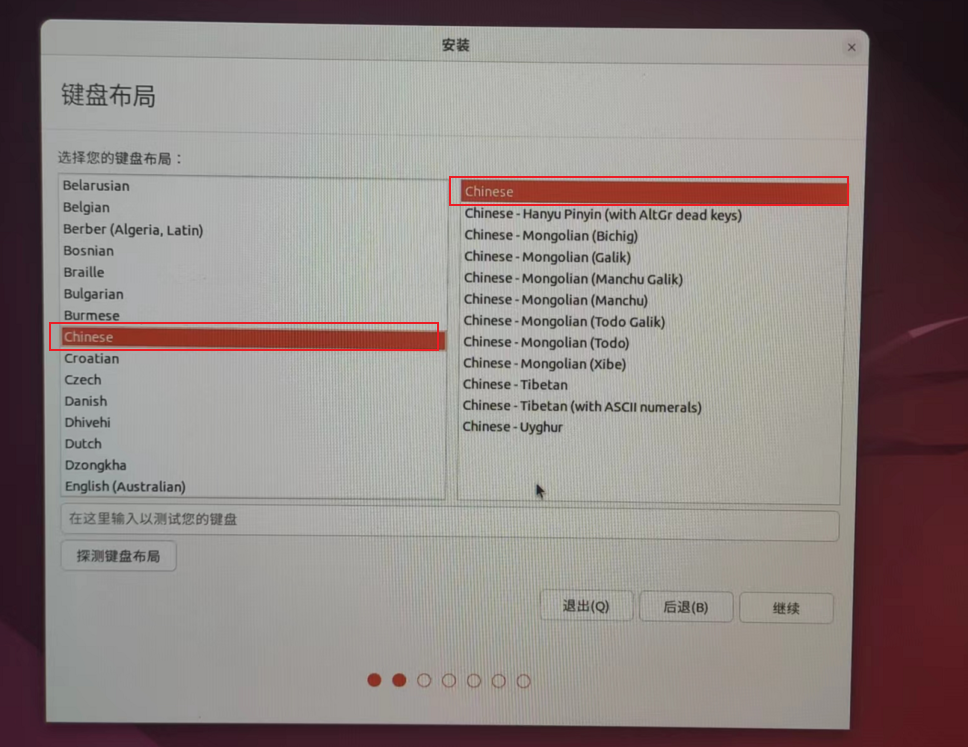 安装
键盘布局
选择您的键盘布局：
Belarusian
Belgian
Berber (Algeria, Latin)
Bosnian
Braille
Bulgarian
Burmese
Chinese
Croatian
Czech
Danish
Dhivehi
Dutch
Dzongkha
English (Australian)
Chinese
Chinese - Hanyu Pinyin (with AltGr dead keys)
Chinese - Mongolian (Bichig)
Chinese - Mongolian (Galik)
Chinese - Mongolian (Manchu Galik)
Chinese - Mongolian (Manchu)
Chinese - Mongolian (Todo Galik)
Chinese - Mongolian (Todo)
Chinese - Mongolian (Xibe)
Chinese - Tibetan
Chinese - Tibetan (with ASCII numerals)
Chinese - Uyghur
在这里输入以测试您的键盘
探测键盘布局
退出(Q) 后退(B) 继续